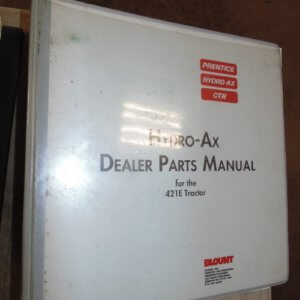 PRENTICE
HYDRO-AX
CTR
HYDRO-AX
DEALER PARTS MANUAL
for the
421E Tractor
BLOUNT